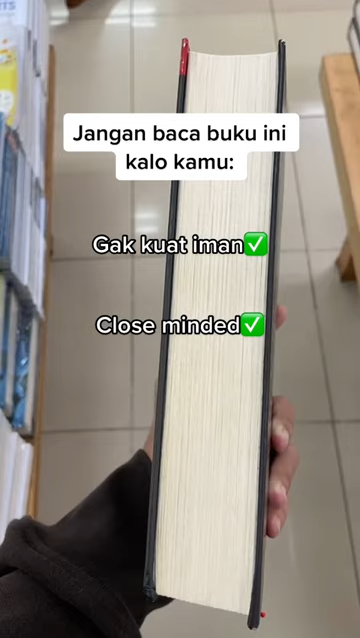 Jangan baca buku ini
kalo kamu:
Gak kuat iman✅
Close minded✅